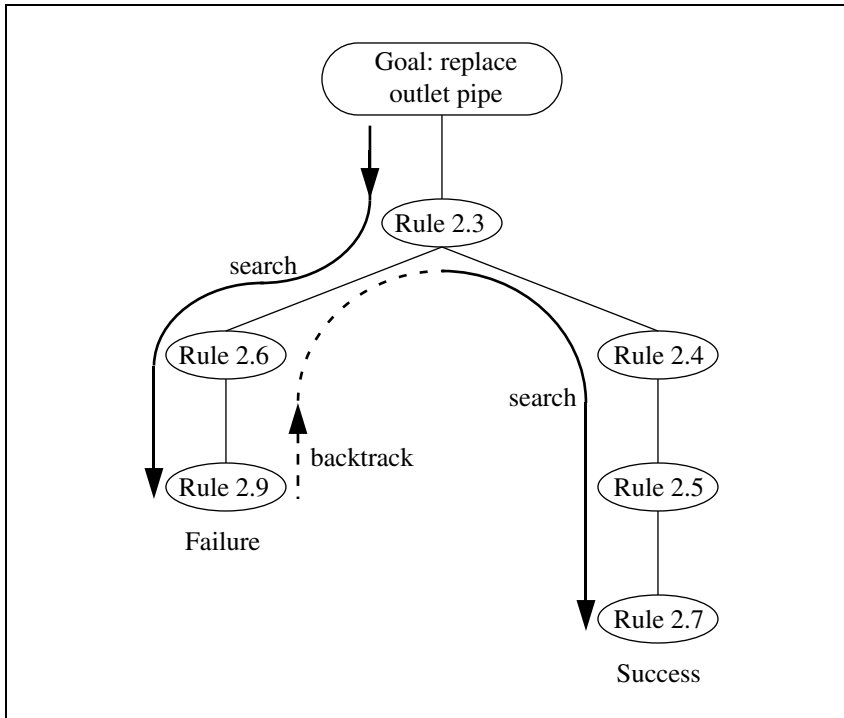 Goal: replace
outlet pipe
Rule 2.3
search
Rule 2.6
Rule 2.4
search
backtrack
Rule 2.9
Rule 2.5
Failure
Rule 2.7
Success